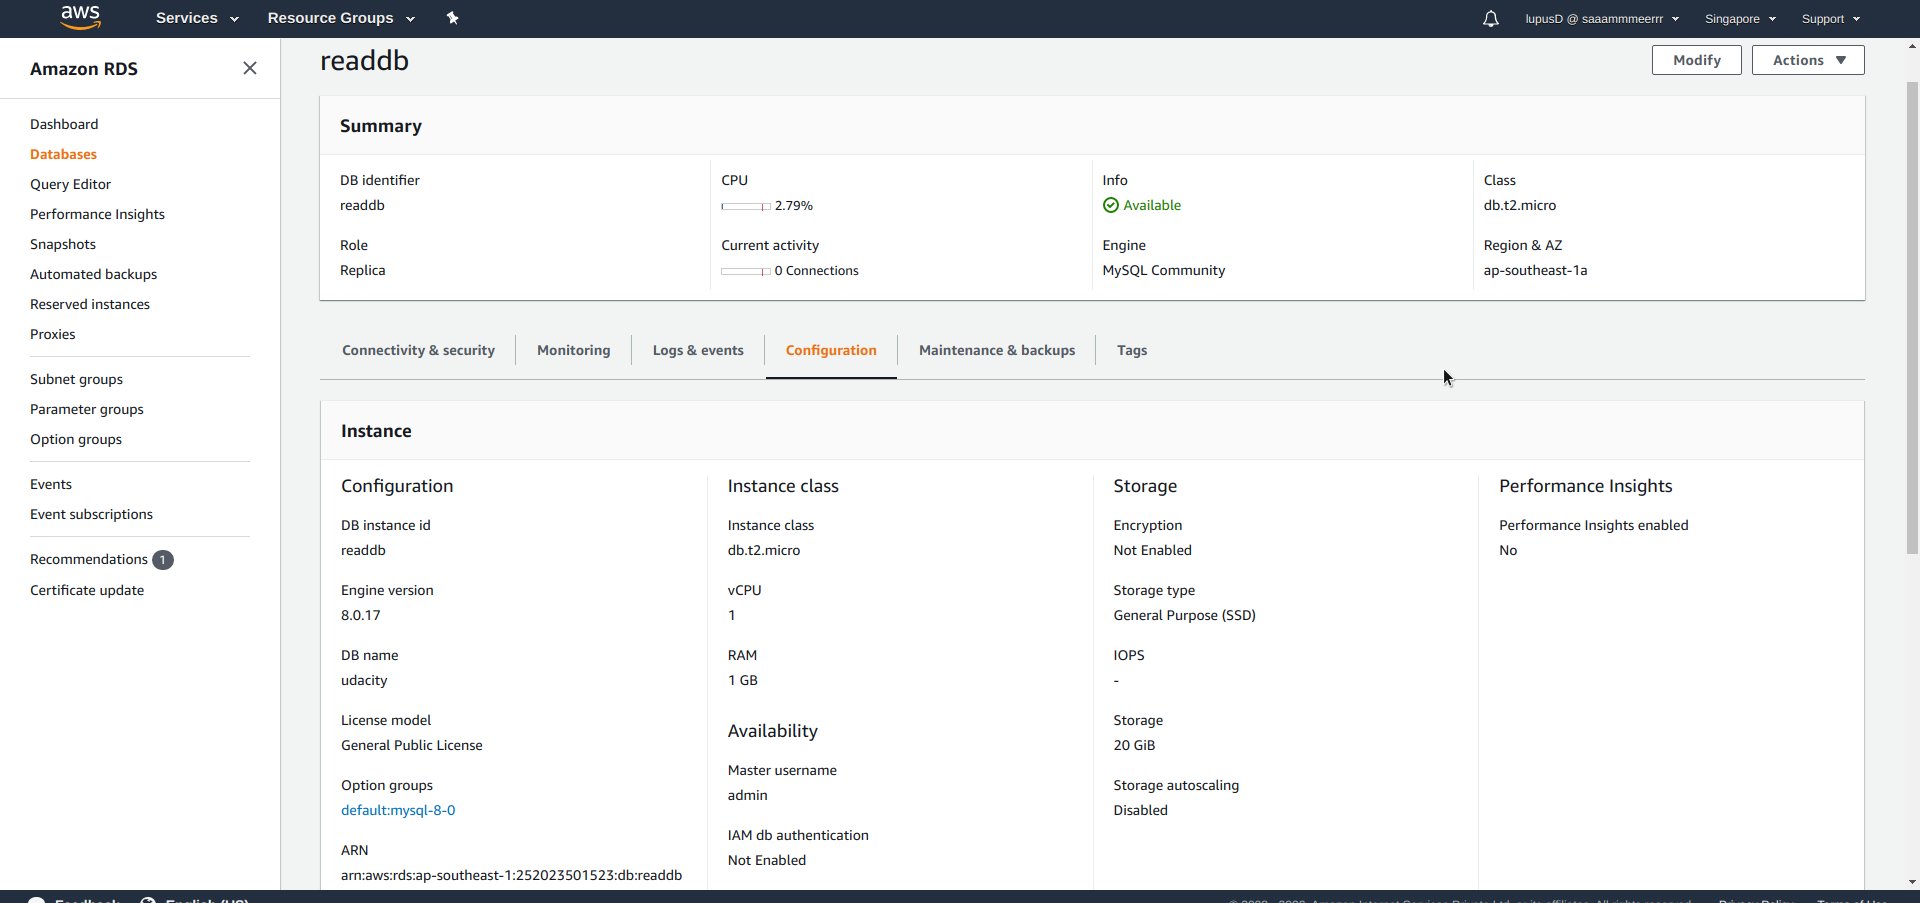 aws Services Resource Groups lupusD @ saaammmeerrr Singapore Support
Amazon RDS
Dashboard
Databases
Query Editor
Performance Insights
Snapshots
Automated backups
Reserved instances
Proxies
Subnet groups
Parameter groups
Option groups
Events
Event subscriptions
Recommendations 1
Certificate update
readdb
Modify Actions
Summary
DB identifier
readdb
Role
Replica
CPU
2.79%
Current activity
0 Connections
Info
Available
Engine
MySQL Community
Class
db.t2.micro
Region & AZ
ap-southeast-1a
Connectivity & security Monitoring Logs & events Configuration Maintenance & backups Tags
Instance
Configuration
DB instance id
readdb
Engine version
8.0.17
DB name
udacity
License model
General Public License
Option groups
default:mysql-8-0
ARN
arn:aws:rds:ap-southeast-1:252023501523:db:readdb
Instance class
Instance class
db.t2.micro
vCPU
1
RAM
1 GB
Availability
Master username
admin
IAM db authentication
Not Enabled
Storage
Encryption
Not Enabled
Storage type
General Purpose (SSD)
IOPS
-
Storage
20 GiB
Storage autoscaling
Disabled
Performance Insights
Performance Insights enabled
No
Feedback English (US)